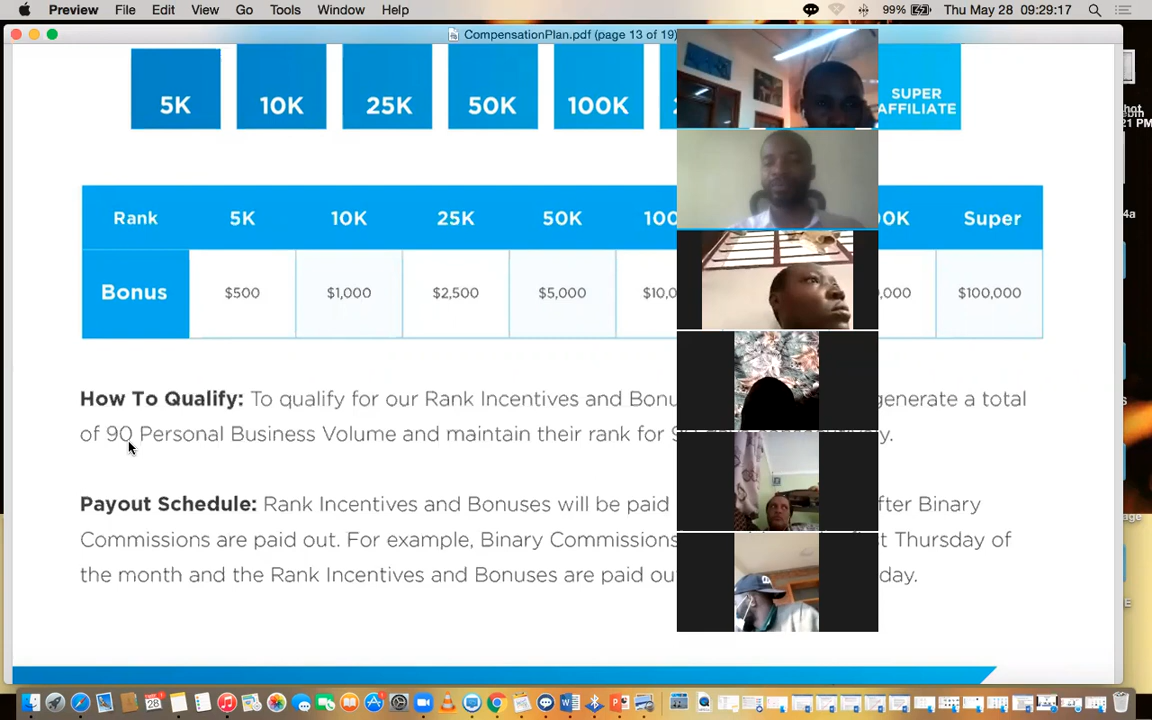 Preview File Edit View Go Tools Window Help 99% Thu May 28 09:29:17
CompensationPlan.pdf (page 13 of 19)
5K 10K 25K 50K 100K SUPER AFFILIATE
Rank 5K 10K 25K 50K Super
Bonus $500 $1,000 $2,500 $5,000 $100,000
How To Qualify: To qualify for our Rank Incentives and generate a total
of 90 Personal Business Volume and maintain their rank for
Payout Schedule: Rank Incentives and Bonuses will be paid after Binary
Commissions are paid out. For example, Binary Commissions Thursday of
the month and the Rank Incentives and Bonuses are paid
28